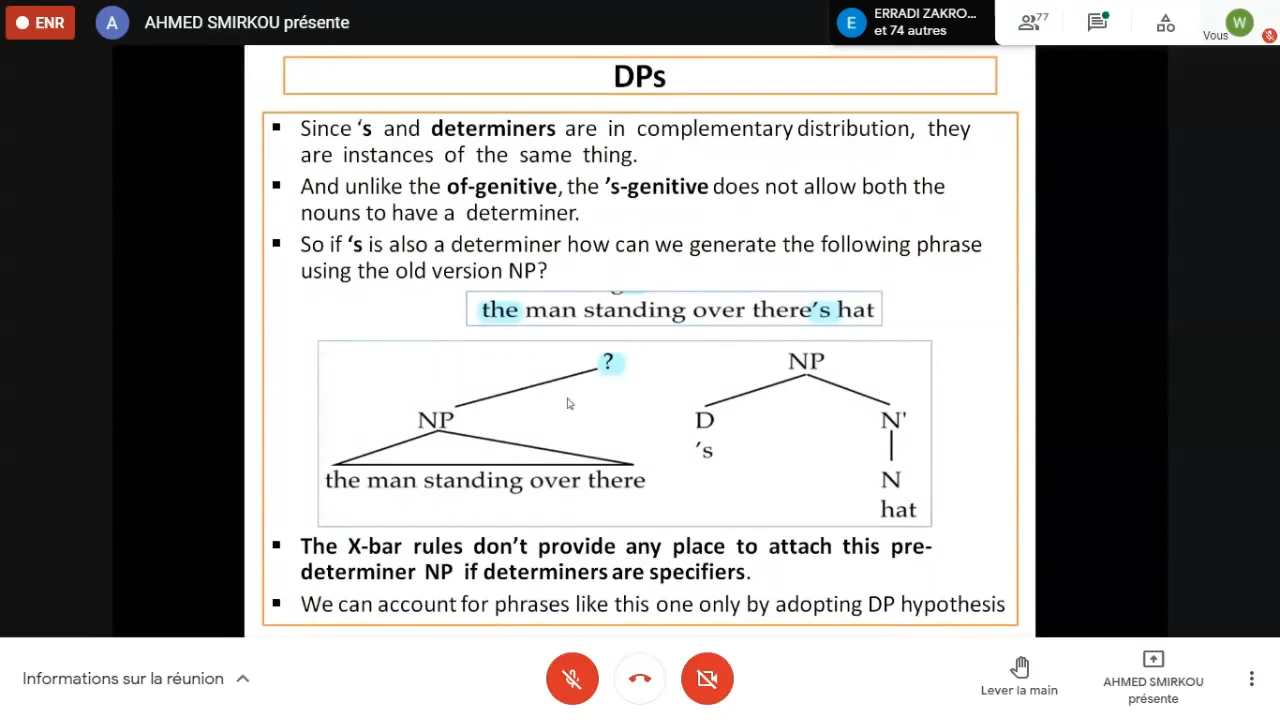 ENR
A
AHMED SMIRKOU présente
E
ERRADI ZAKRO...
et 74 autres
77
Vous
W
DPs
▪ Since ‘s and determiners are in complementary distribution, they
are instances of the same thing.
▪ And unlike the of-genitive, the ’s-genitive does not allow both the
nouns to have a determiner.
▪ So if ‘s is also a determiner how can we generate the following phrase
using the old version NP?
the man standing over there’s hat
?
NP
NP
D
N'
the man standing over there
’s
N
hat
▪ The X-bar rules don’t provide any place to attach this pre-
determiner NP if determiners are specifiers.
▪ We can account for phrases like this one only by adopting DP hypothesis
Informations sur la réunion
Lever la main
AHMED SMIRKOU
présente